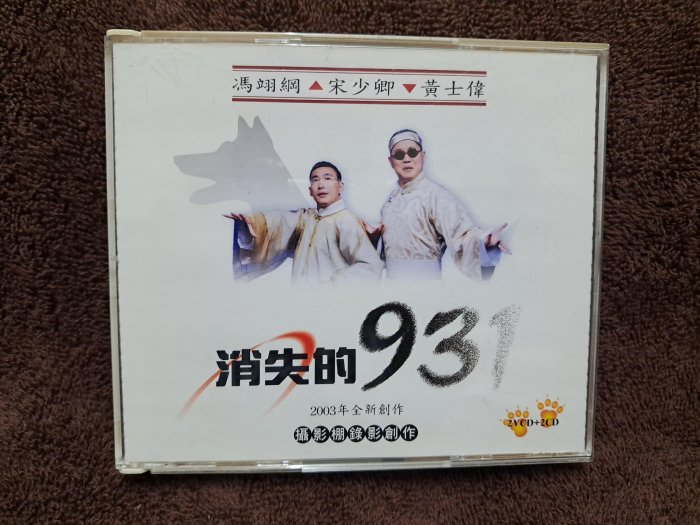 馮翊綱▲宋少卿▼黃士偉
消失的931
2003年全新創作
攝影棚錄影創作
2VCD+2CD